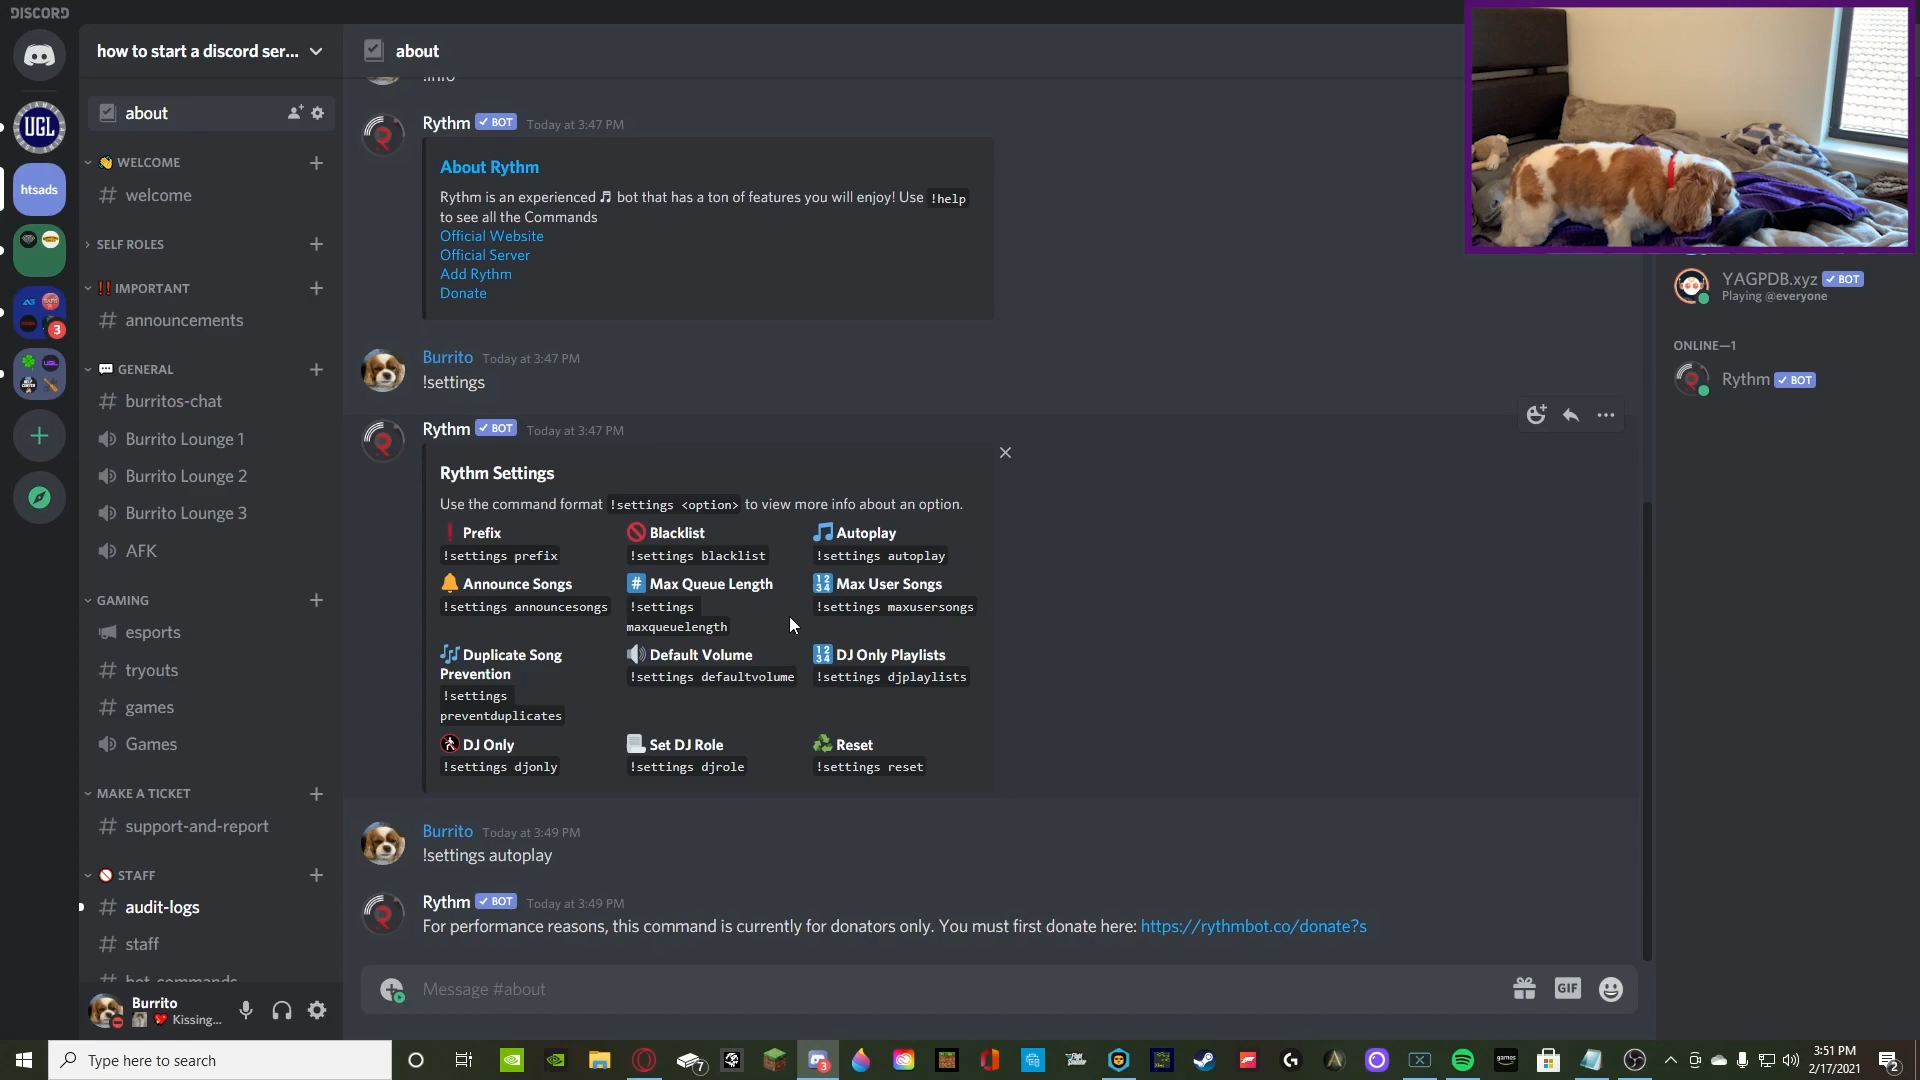 DISCORD
how to start a discord ser...
about
about
WELCOME
welcome
SELF ROLES
IMPORTANT
announcements
GENERAL
burritos-chat
Burrito Lounge 1
Burrito Lounge 2
Burrito Lounge 3
AFK
GAMING
esports
tryouts
games
Games
MAKE A TICKET
support-and-report
STAFF
audit-logs
staff
bot-commands
Burrito
Kissing...
UGL
htsads
3
!info
Rythm BOT Today at 3:47 PM
About Rythm
Rythm is an experienced bot that has a ton of features you will enjoy! Use !help
to see all the Commands
Official Website
Official Server
Add Rythm
Donate
Burrito Today at 3:47 PM
!settings
Rythm BOT Today at 3:47 PM
Rythm Settings
Use the command format !settings <option> to view more info about an option.
Prefix
!settings prefix
Blacklist
!settings blacklist
Autoplay
!settings autoplay
Announce Songs
!settings announcesongs
Max Queue Length
!settings
maxqueuelength
Max User Songs
!settings maxusersongs
Duplicate Song
Prevention
!settings
preventduplicates
Default Volume
!settings defaultvolume
DJ Only Playlists
!settings djplaylists
DJ Only
!settings djonly
Set DJ Role
!settings djrole
Reset
!settings reset
Burrito Today at 3:49 PM
!settings autoplay
Rythm BOT Today at 3:49 PM
For performance reasons, this command is currently for donators only. You must first donate here: https://rythmbot.co/donate?s
Message #about
GIF
YAGPDB.xyz BOT
Playing @everyone
ONLINE—1
Rythm BOT
Type here to search
7
3
3:51 PM
2/17/2021
2